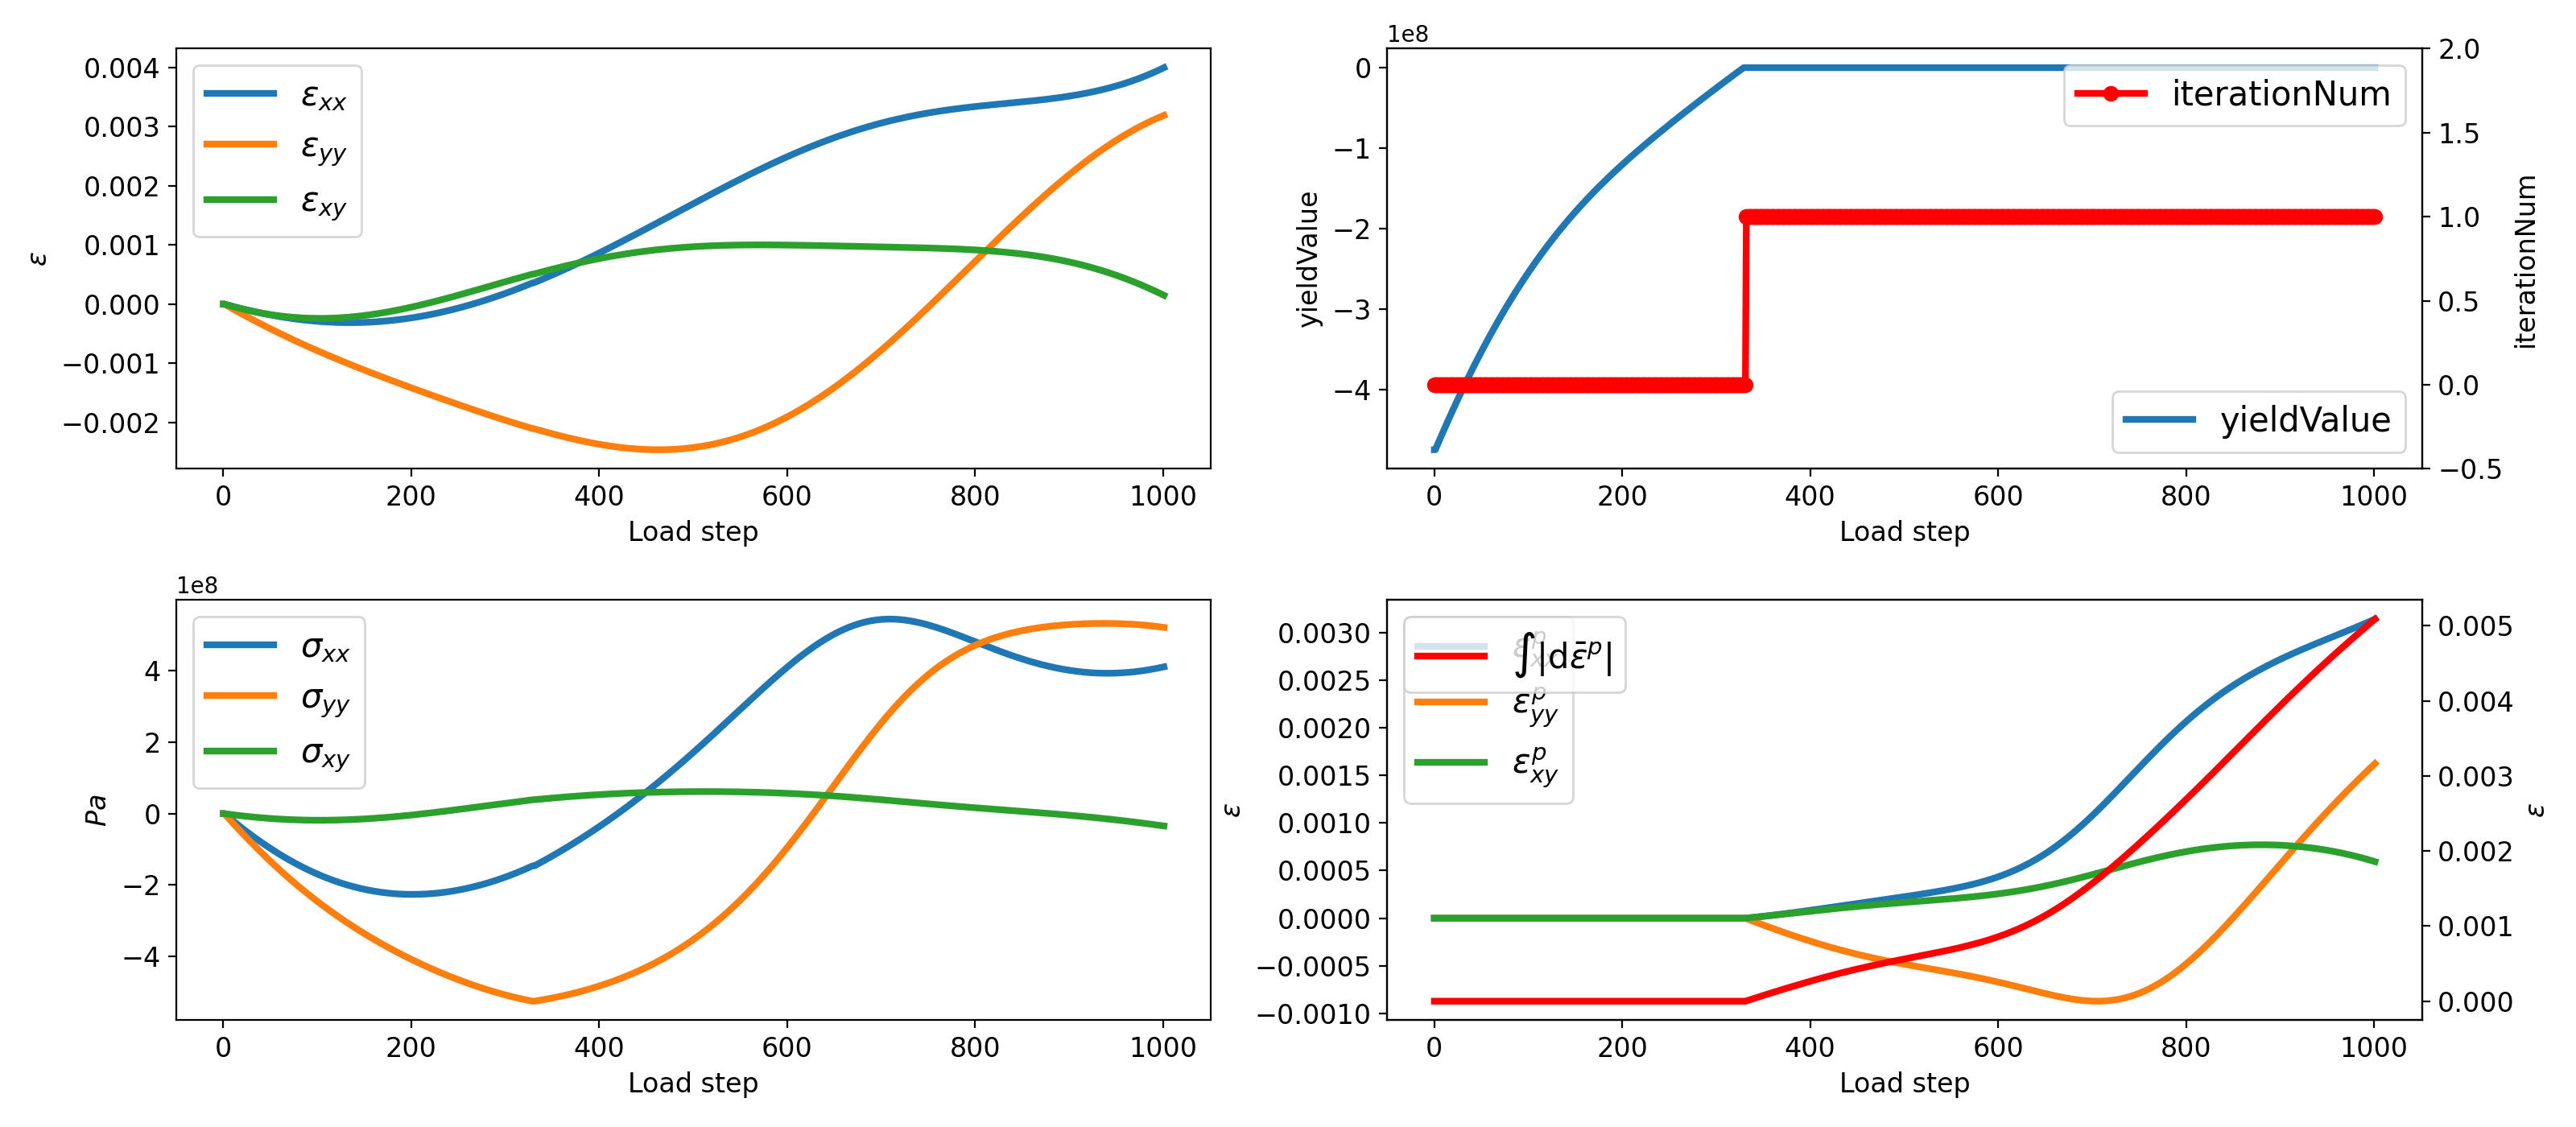 0.004
0.003
0.002
0.001
0.000
−0.001
−0.002
ε
ε_xx
ε_yy
ε_xy
0 200 400 600 800 1000
Load step
1e8
0
−1
−2
−3
−4
yieldValue
iterationNum
yieldValue
2.0
1.5
1.0
0.5
0.0
−0.5
iterationNum
0 200 400 600 800 1000
Load step
1e8
4
2
0
−2
−4
Pa
σ_xx
σ_yy
σ_xy
0 200 400 600 800 1000
Load step
0.0030
0.0025
0.0020
0.0015
0.0010
0.0005
0.0000
−0.0005
−0.0010
ε
ε^p_xx
∫|dε̄^p|
ε^p_yy
ε^p_xy
0.005
0.004
0.003
0.002
0.001
0.000
ε
0 200 400 600 800 1000
Load step